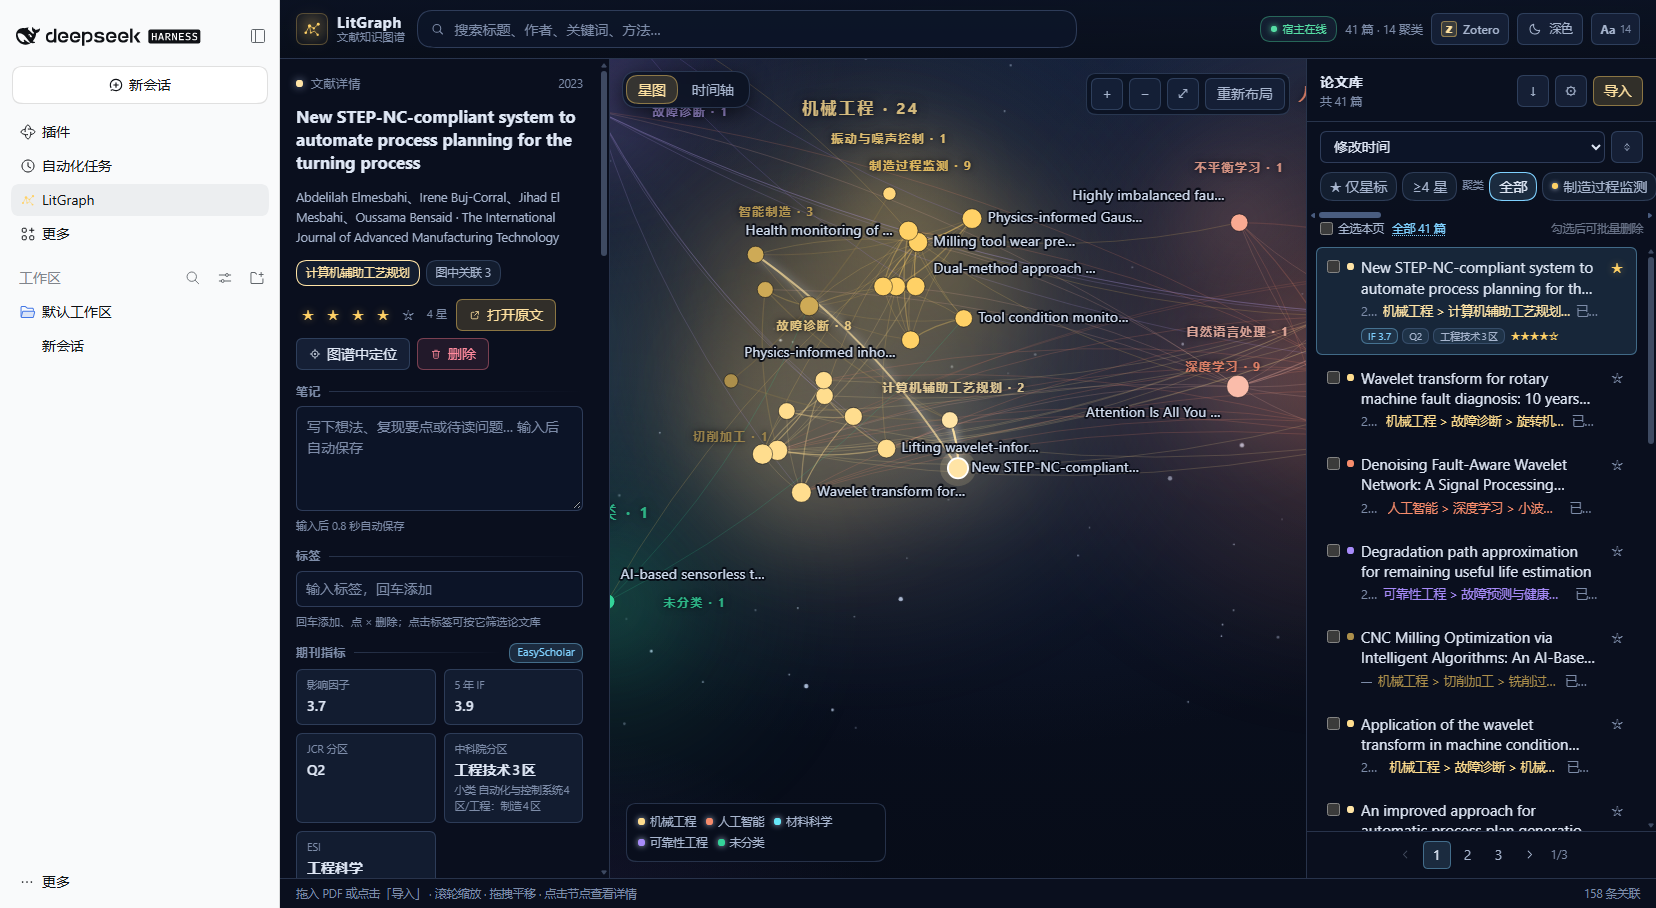 deepseek HARNESS
新会话
插件
自动化任务
LitGraph
更多
工作区
默认工作区
新会话
更多
LitGraph
文献知识图谱
搜索标题、作者、关键词、方法...
宿主在线
41 篇 · 14 聚类
Z Zotero
深色
Aa 14
文献详情
2023
New STEP-NC-compliant system to
automate process planning for the
turning process
Abdelilah Elmesbahi、Irene Buj-Corral、Jihad El
Mesbahi、Oussama Bensaid · The International
Journal of Advanced Manufacturing Technology
计算机辅助工艺规划
图中关联 3
★ ★ ★ ★ ☆ 4 星
打开原文
图谱中定位
删除
笔记
写下想法、复现要点或待读问题... 输入后
自动保存
输入后 0.8 秒自动保存
标签
输入标签，回车添加
回车添加、点 × 删除；点击标签可按它筛选论文库
期刊指标
EasyScholar
影响因子
3.7
5 年 IF
3.9
JCR 分区
Q2
中科院分区
工程技术3区
小类 自动化与控制系统4
区/工程：制造4区
ESI
工程科学
星图
时间轴
+
−
⤢
重新布局
故障诊断 · 1
机械工程 · 24
振动与噪声控制 · 1
制造过程监测 · 9
不平衡学习 · 1
Highly imbalanced fau...
智能制造 · 3
Physics-informed Gaus...
Health monitoring of ...
Milling tool wear pre...
Dual-method approach ...
Tool condition monito...
故障诊断 · 8
自然语言处理 · 1
Physics-informed inho...
深度学习 · 9
计算机辅助工艺规划 · 2
Attention Is All You ...
切削加工 · 1
Lifting wavelet-infor...
New STEP-NC-compliant...
Wavelet transform for...
类 · 1
AI-based sensorless t...
未分类 · 1
机械工程
人工智能
材料科学
可靠性工程
未分类
论文库
共 41 篇
↓
导入
修改时间
★ 仅星标
≥4 星
聚类
全部
制造过程监测
全选本页
全部 41 篇
勾选后可批量删除
New STEP-NC-compliant system to
automate process planning for th...
2... 机械工程 > 计算机辅助工艺规划... 已...
IF 3.7
Q2
工程技术3区
★★★★☆
Wavelet transform for rotary
machine fault diagnosis: 10 years...
2... 机械工程 > 故障诊断 > 旋转机... 已...
Denoising Fault-Aware Wavelet
Network: A Signal Processing...
2... 人工智能 > 深度学习 > 小波... 已...
Degradation path approximation
for remaining useful life estimation
2... 可靠性工程 > 故障预测与健康... 已...
CNC Milling Optimization via
Intelligent Algorithms: An AI-Base...
— 机械工程 > 切削加工 > 铣削过... 已...
Application of the wavelet
transform in machine condition...
2... 机械工程 > 故障诊断 > 机械... 已...
An improved approach for
automatic process plan generatio
‹ 1 2 3 › 1/3
拖入 PDF 或点击「导入」 · 滚轮缩放 · 拖拽平移 · 点击节点查看详情
158 条关联